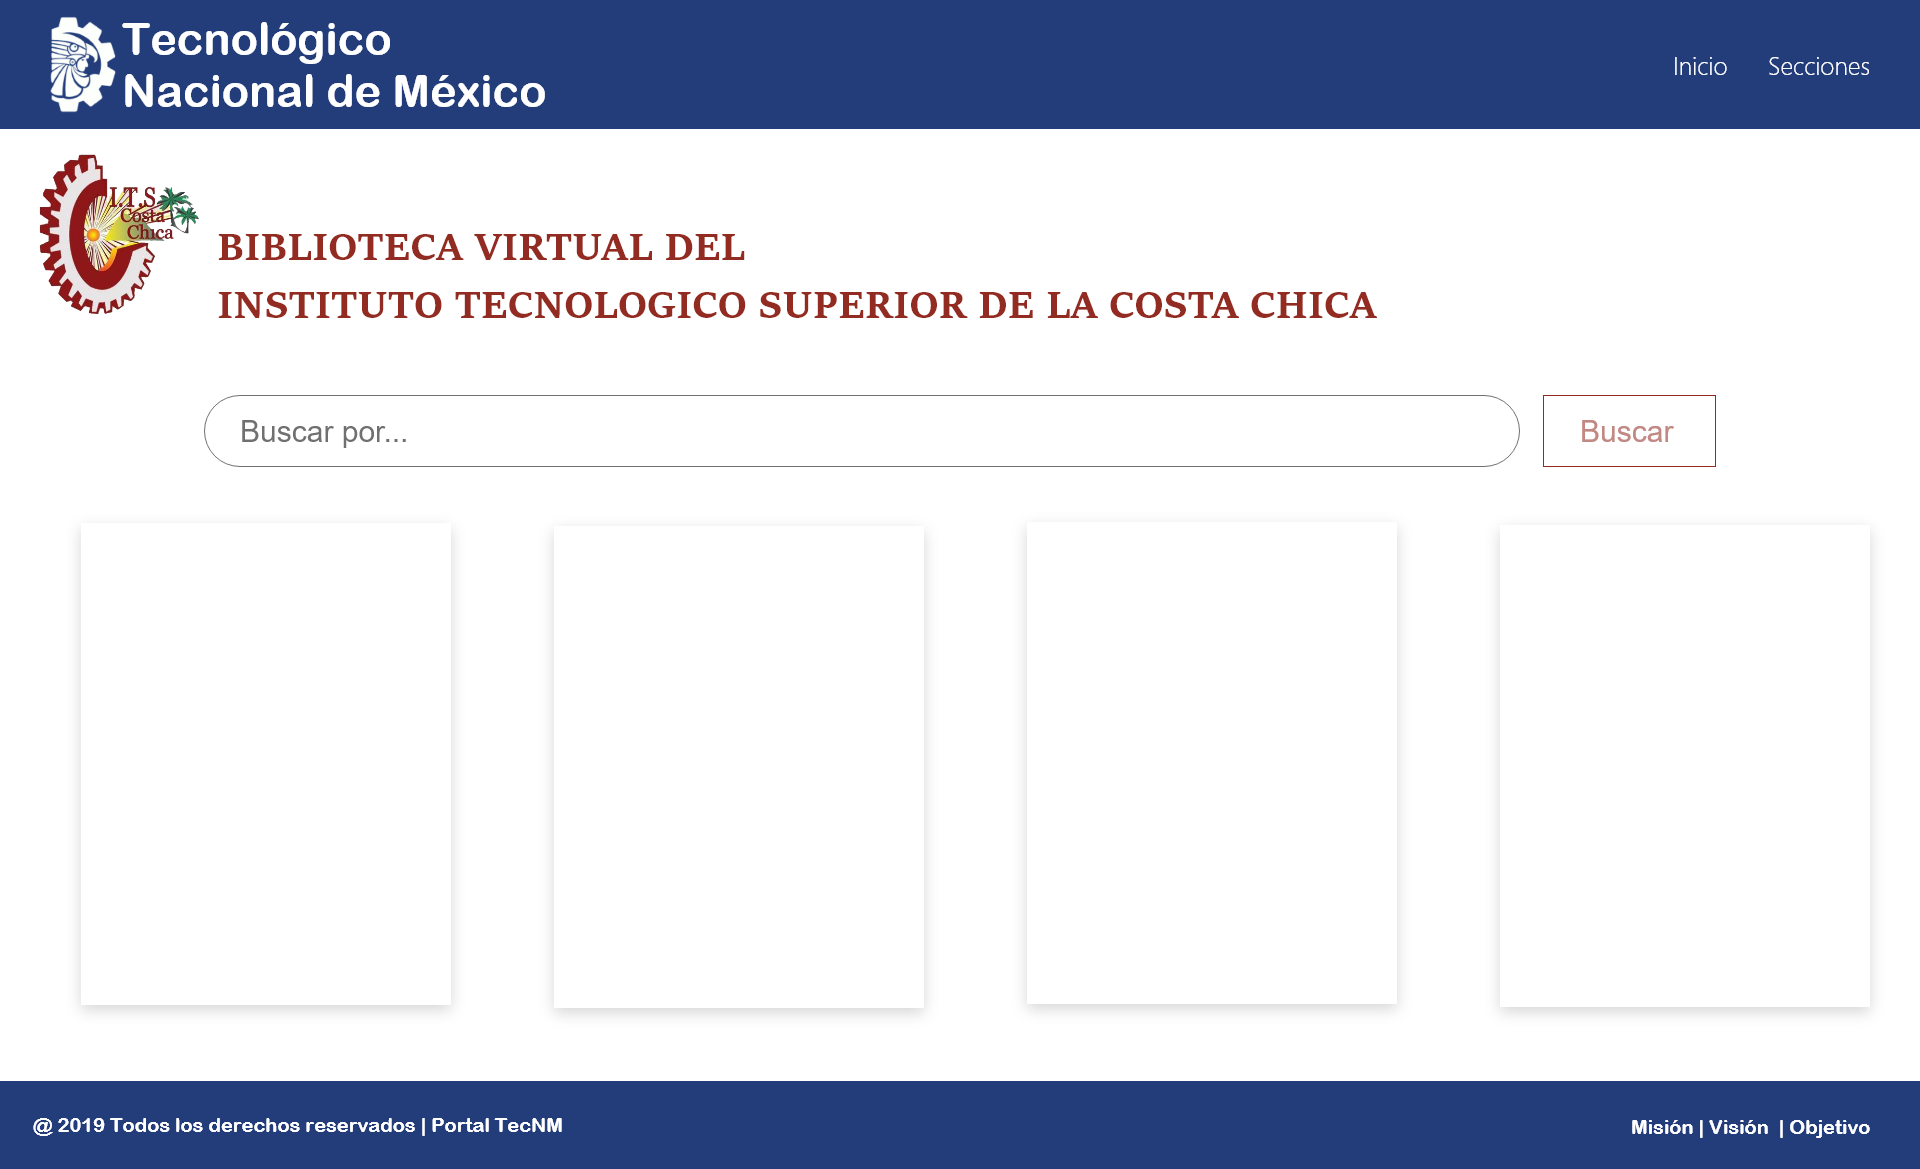 Tecnológico
Nacional de México
Inicio Secciones
I.T.S.
Costa
Chica
BIBLIOTECA VIRTUAL DEL
INSTITUTO TECNOLOGICO SUPERIOR DE LA COSTA CHICA
Buscar por... Buscar
@ 2019 Todos los derechos reservados | Portal TecNM
Misión | Visión | Objetivo